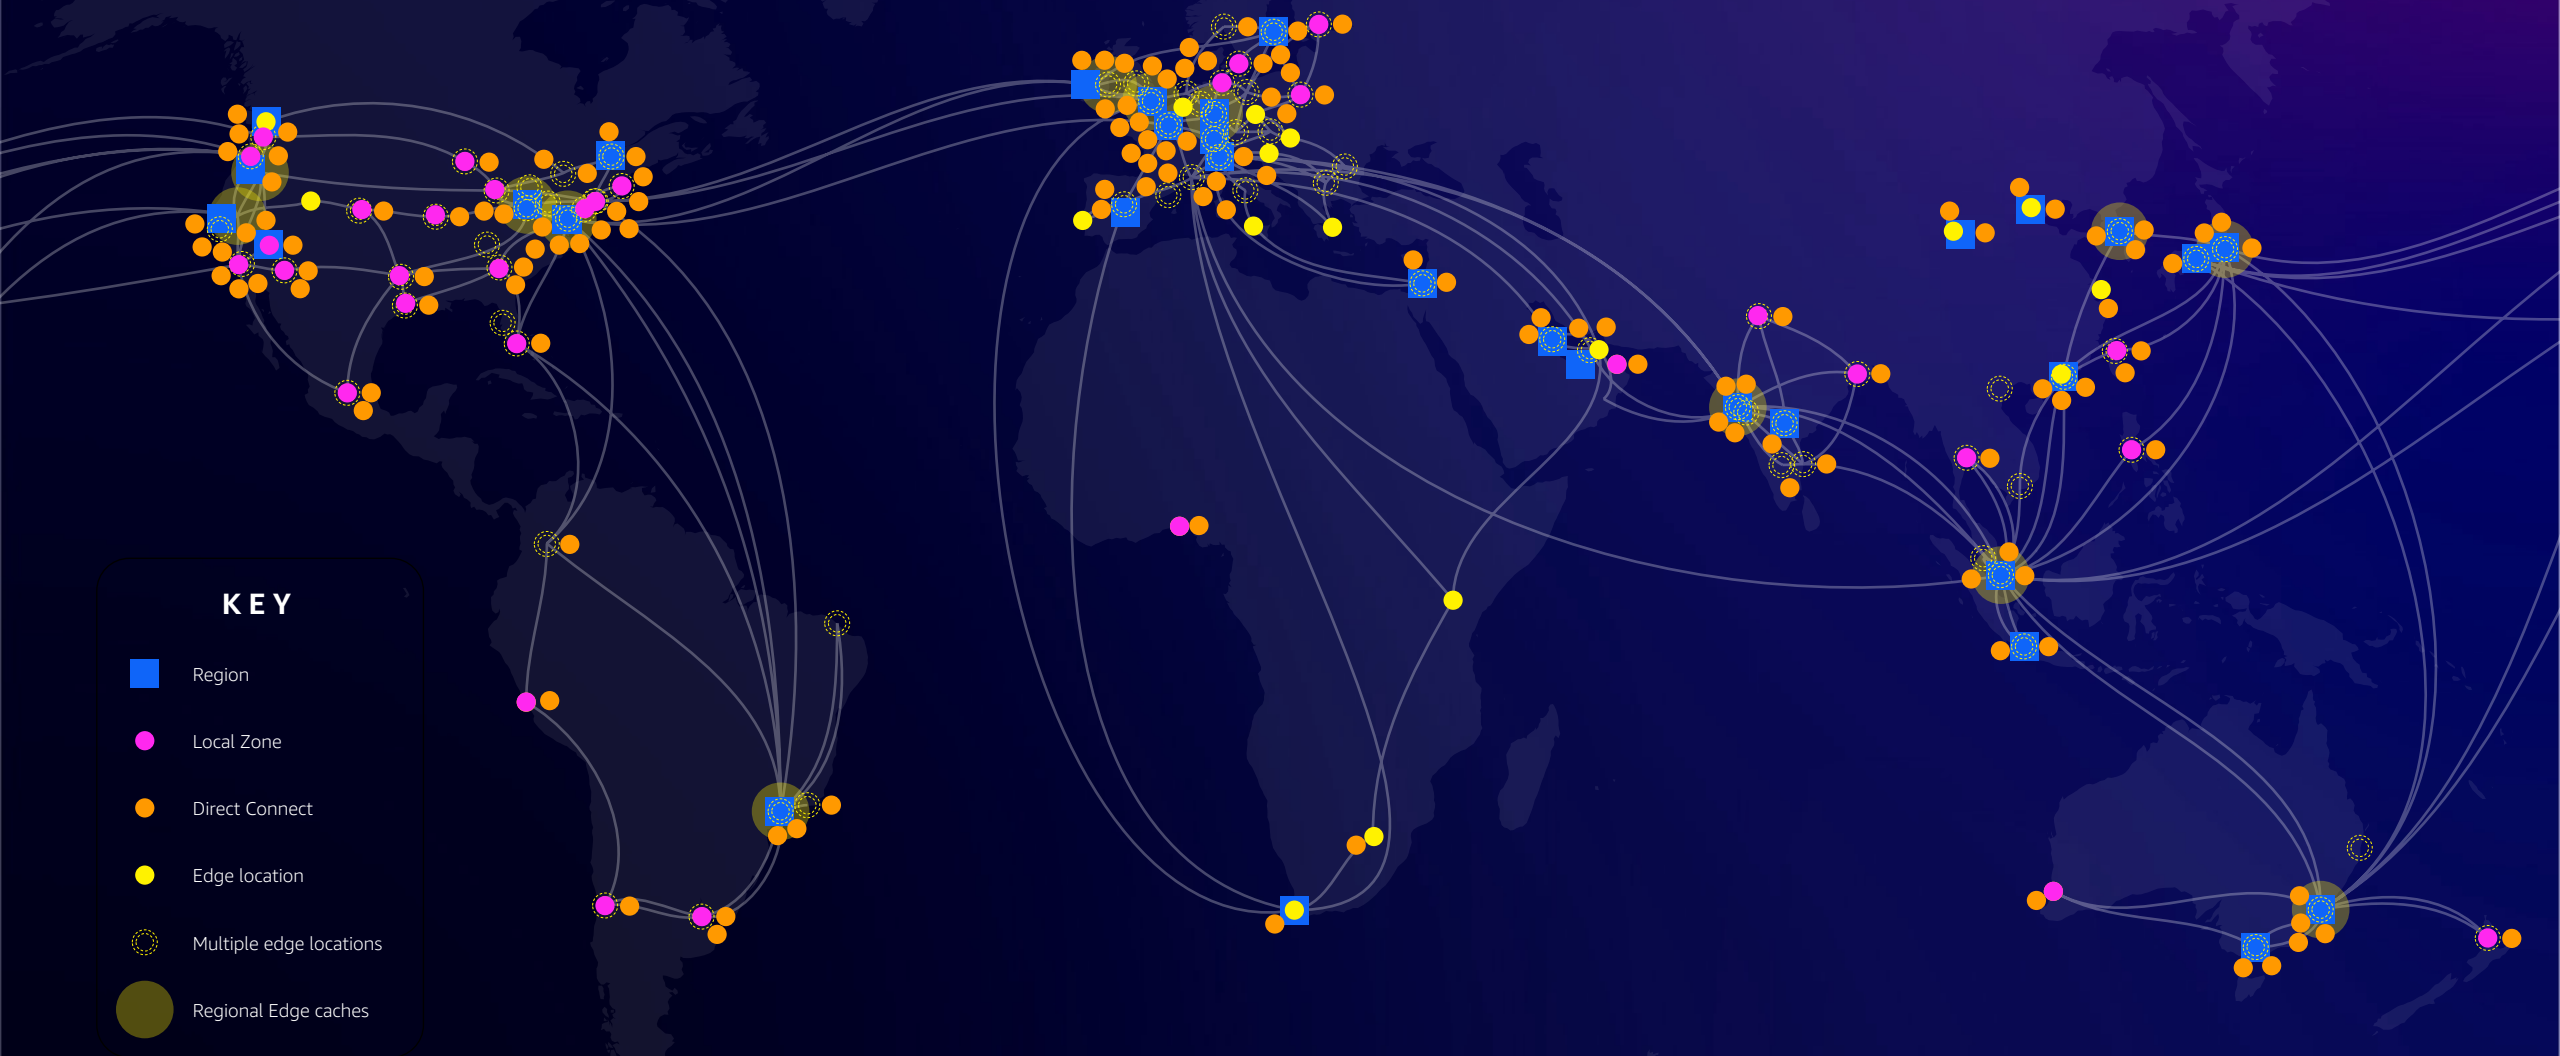 KEY
Region
Local Zone
Direct Connect
Edge location
Multiple edge locations
Regional Edge caches